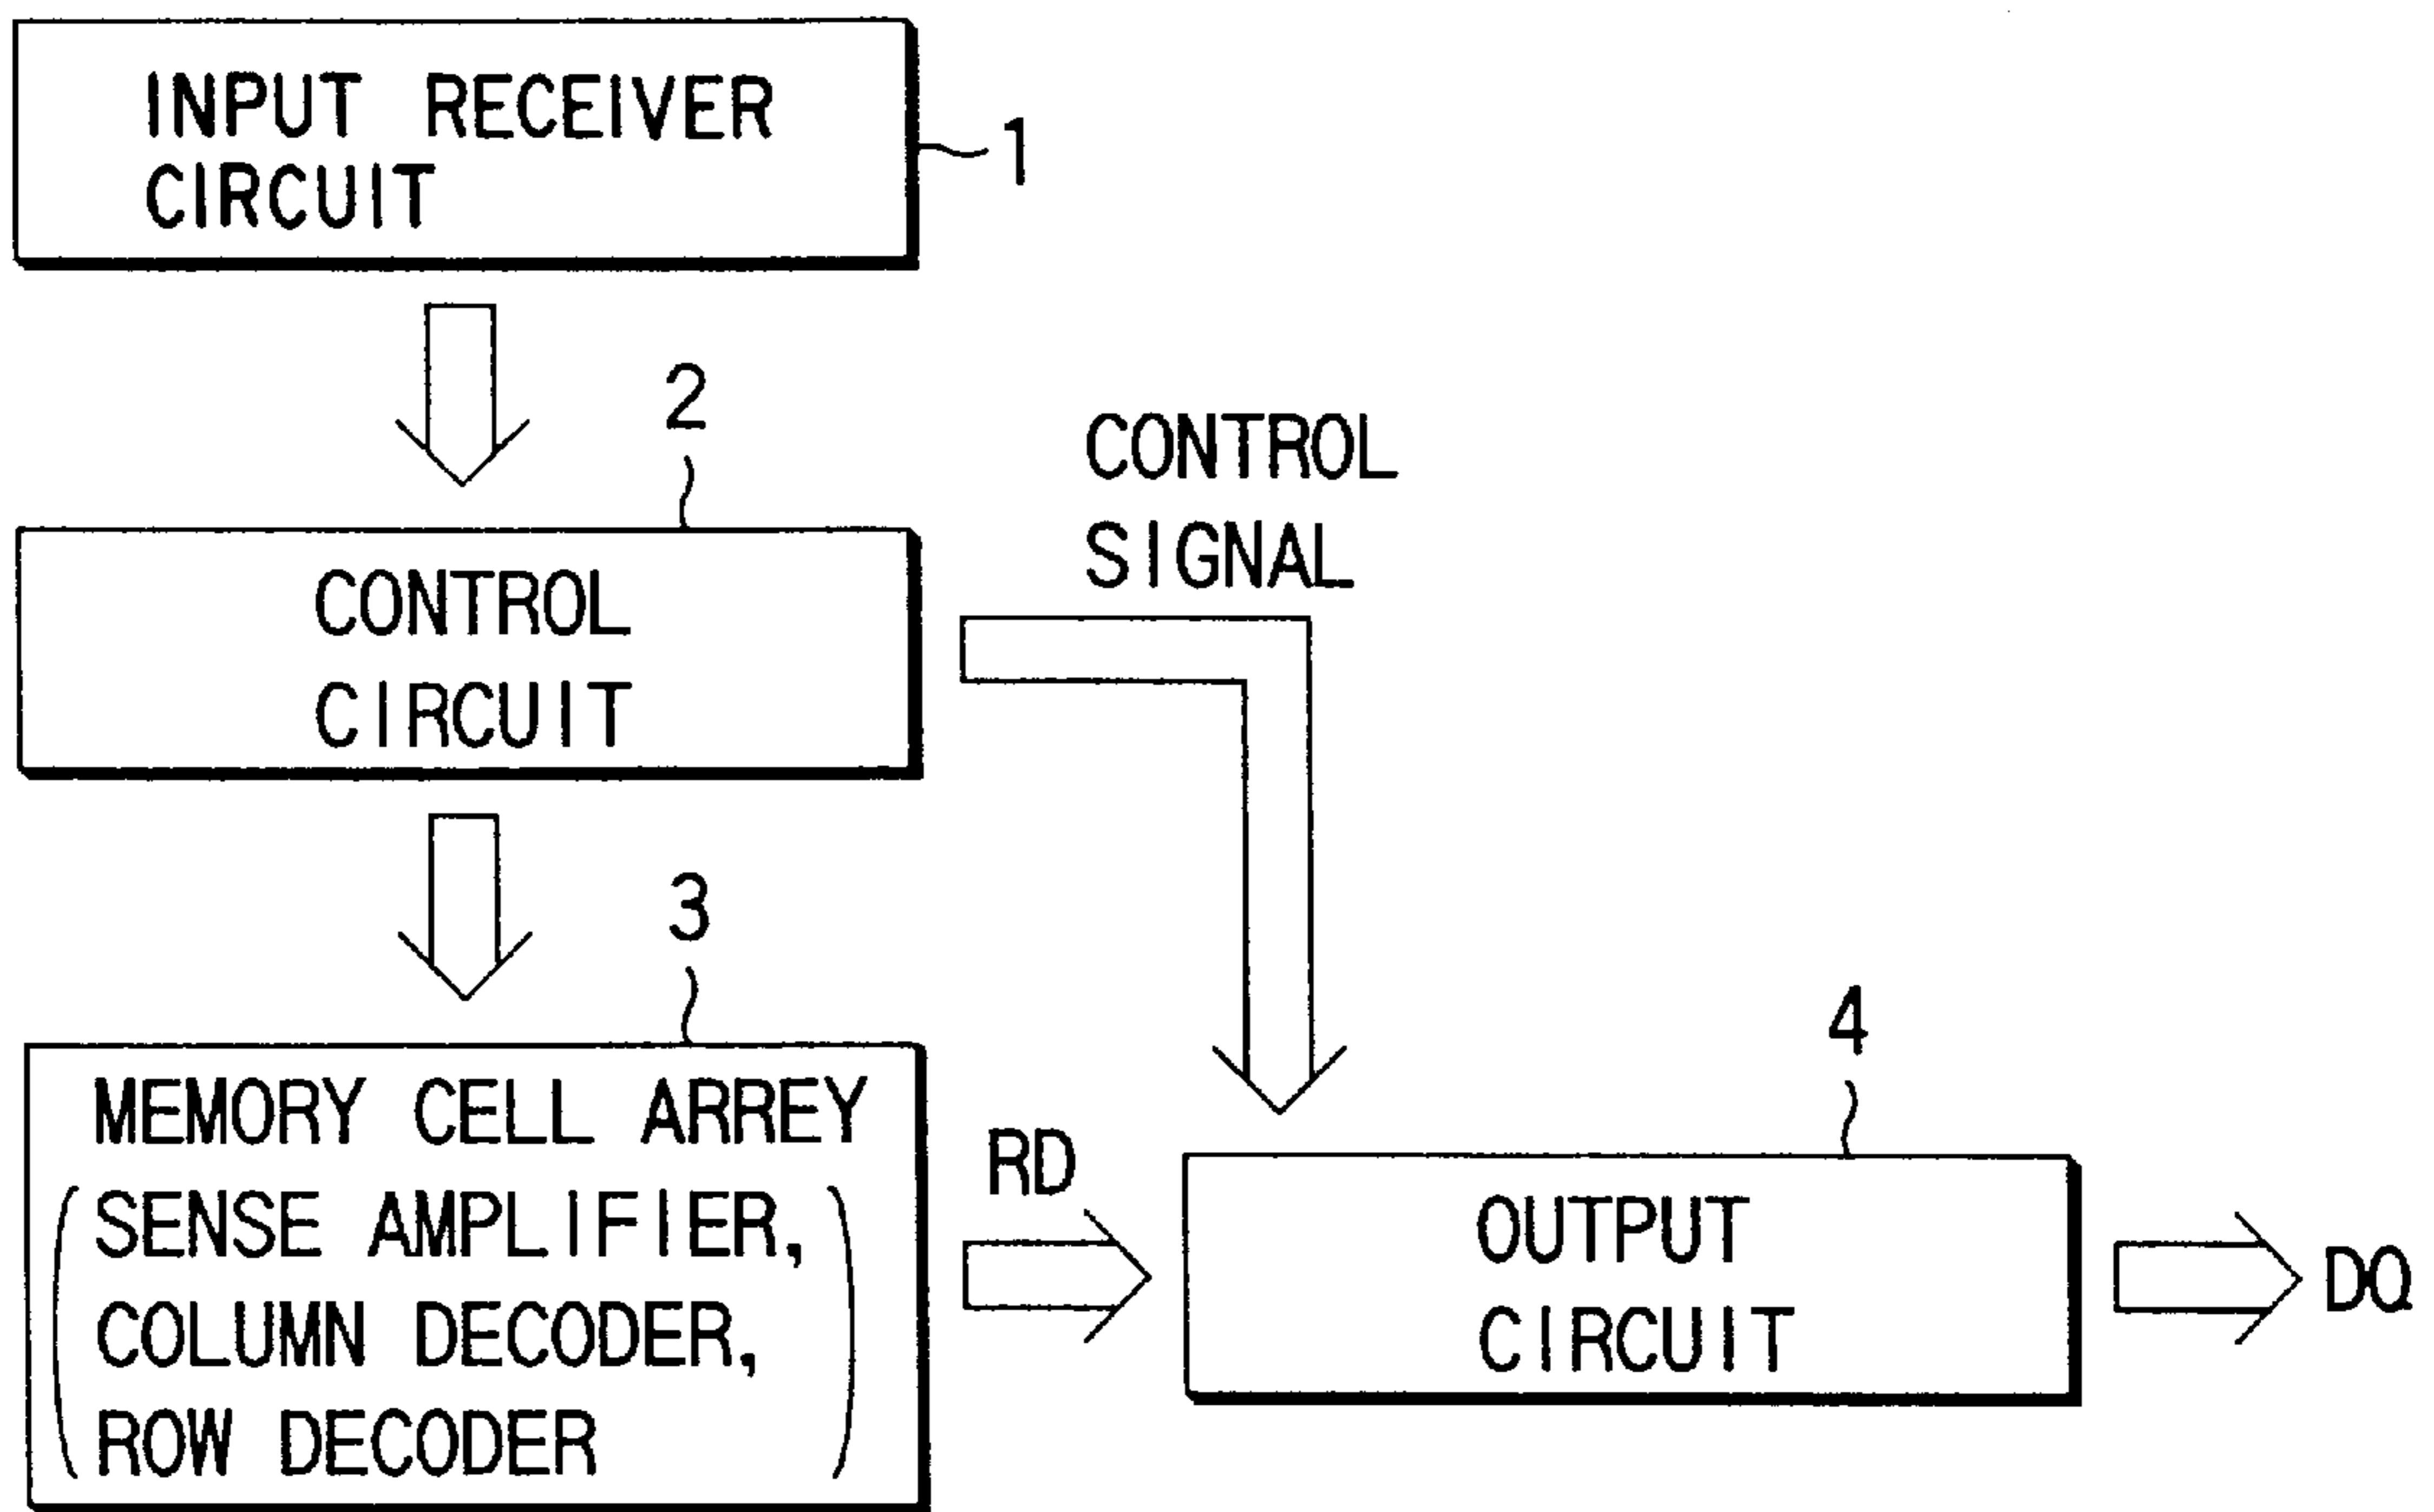 INPUT RECEIVER
CIRCUIT
1
2
CONTROL
CIRCUIT
CONTROL
SIGNAL
3
MEMORY CELL ARREY
SENSE AMPLIFIER,
COLUMN DECODER,
ROW DECODER
RD
4
OUTPUT
CIRCUIT
DQ